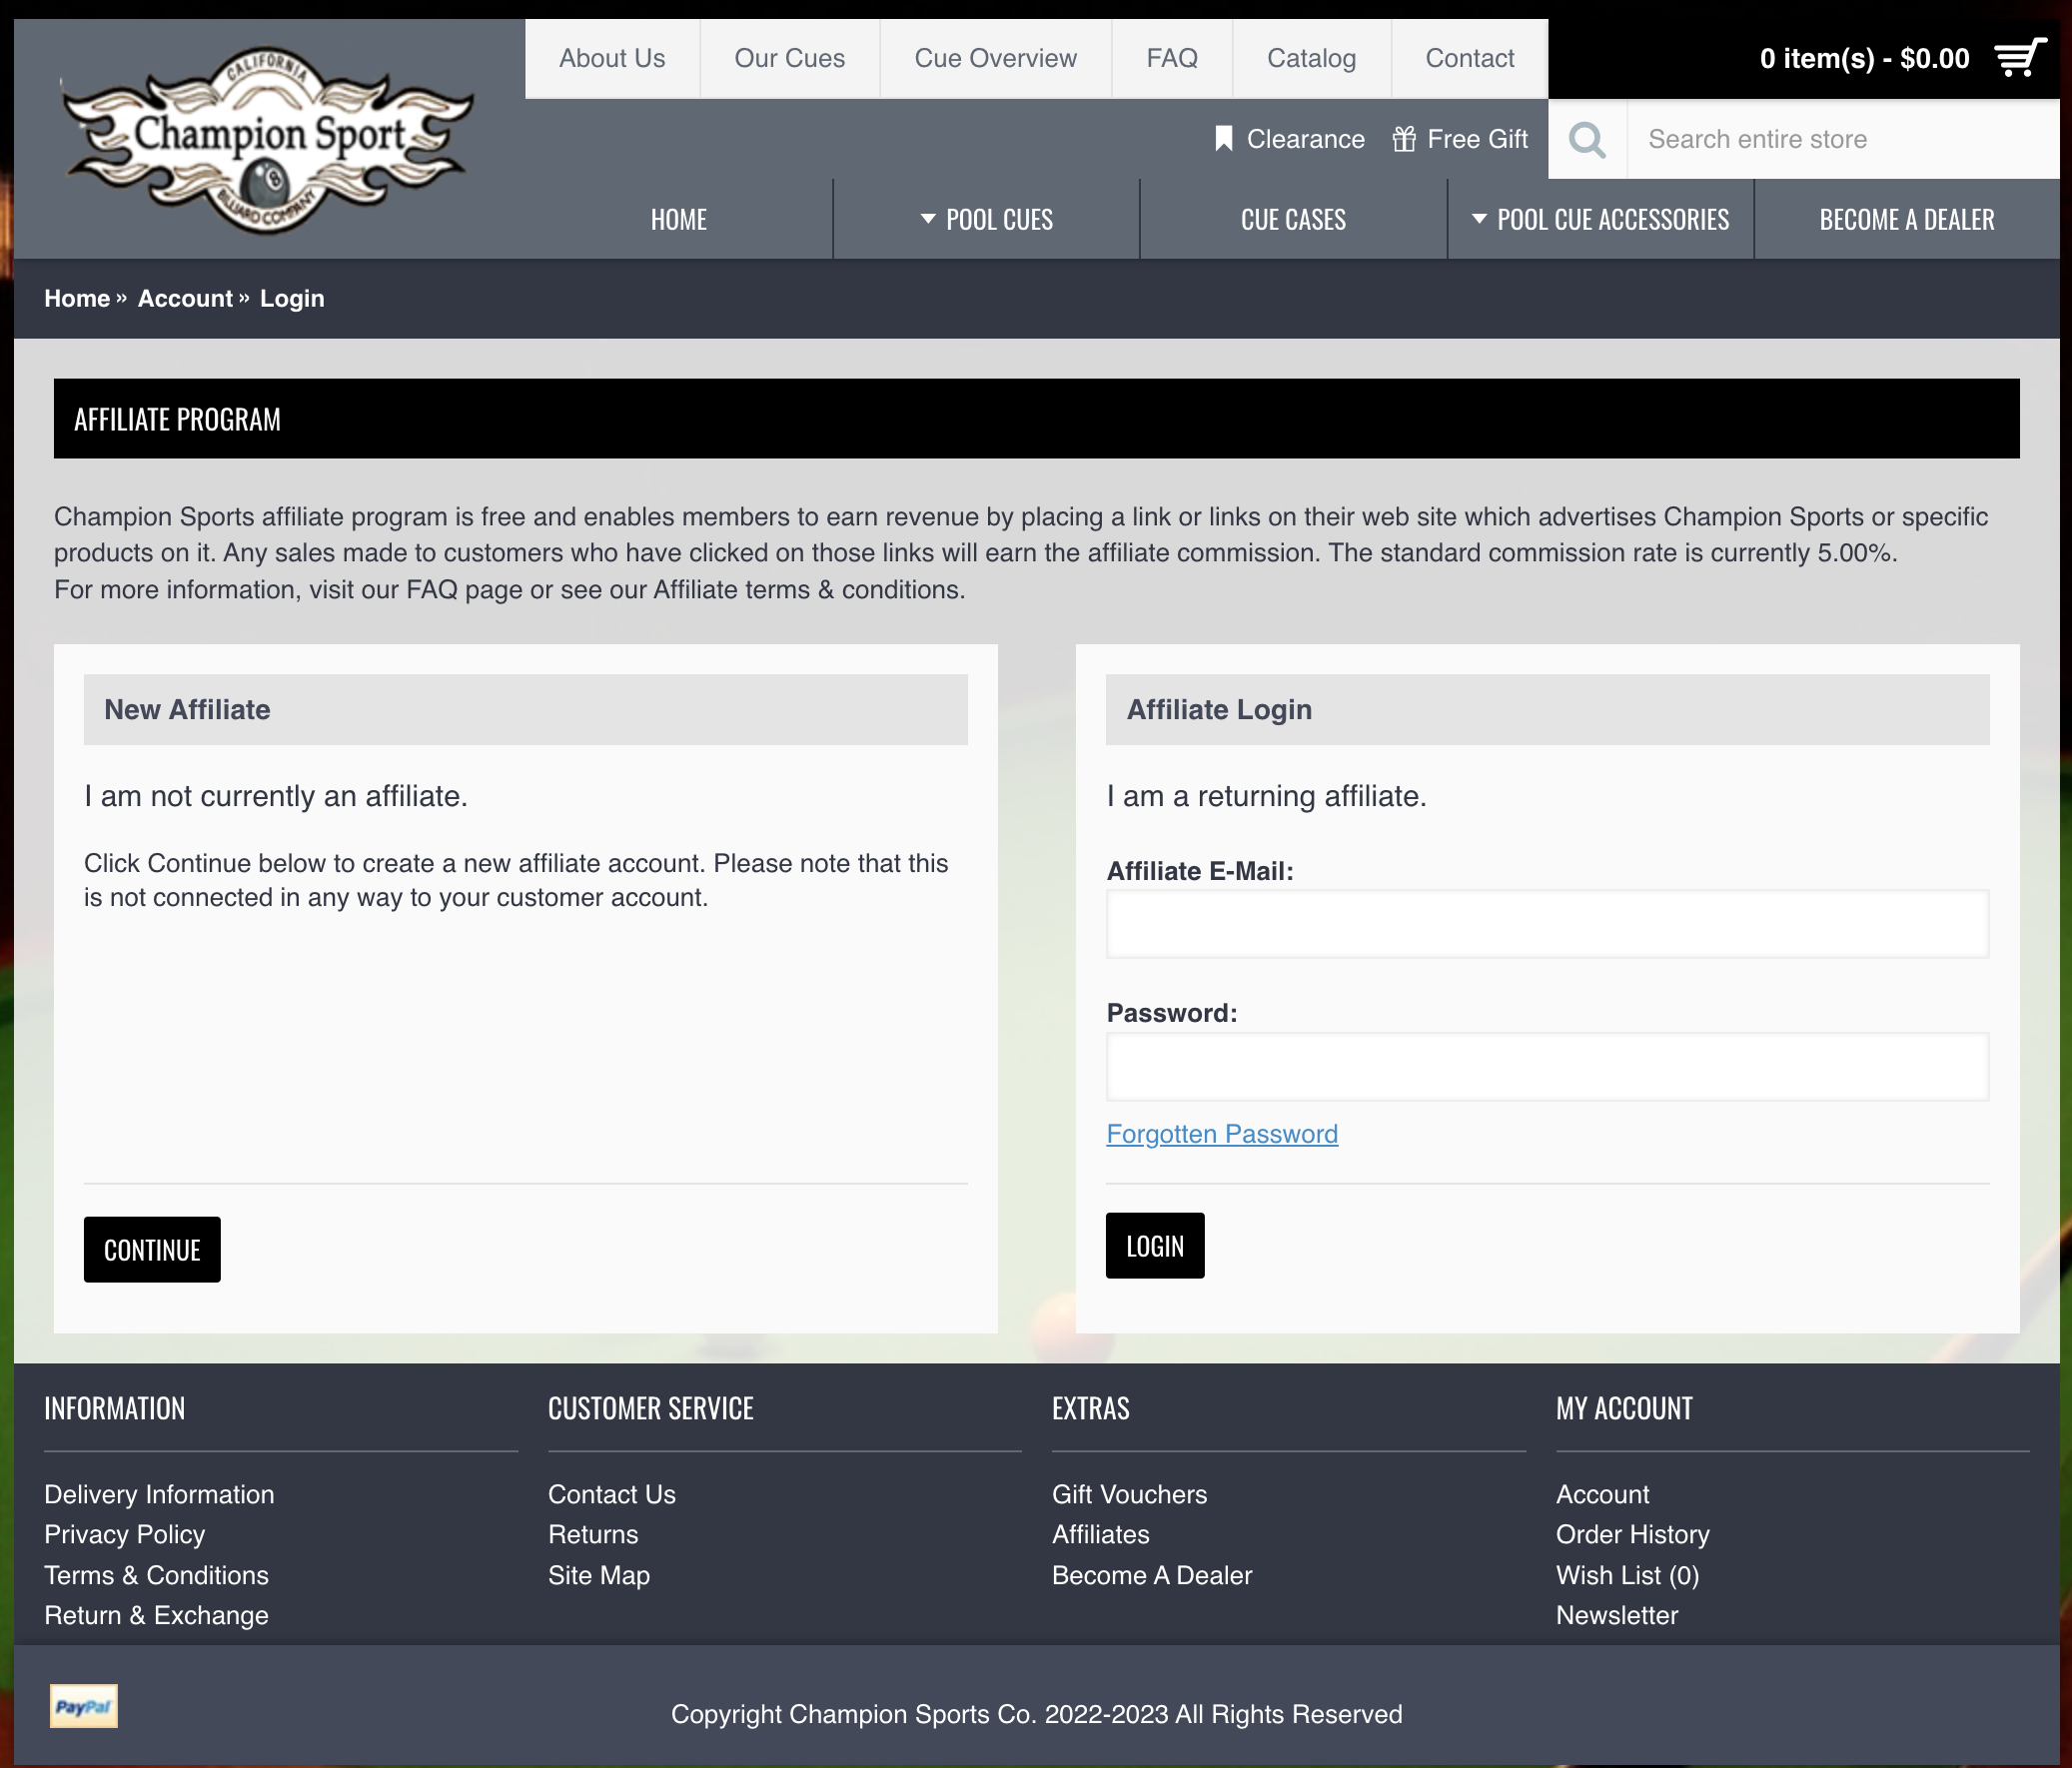 CALIFORNIA
Champion Sport
8
BILLIARD COMPANY
About Us
Our Cues
Cue Overview
FAQ
Catalog
Contact
0 item(s) - $0.00
Clearance
Free Gift
Search entire store
HOME
POOL CUES
CUE CASES
POOL CUE ACCESSORIES
BECOME A DEALER
Home » Account » Login
AFFILIATE PROGRAM
Champion Sports affiliate program is free and enables members to earn revenue by placing a link or links on their web site which advertises Champion Sports or specific
products on it. Any sales made to customers who have clicked on those links will earn the affiliate commission. The standard commission rate is currently 5.00%.
For more information, visit our FAQ page or see our Affiliate terms & conditions.
New Affiliate
I am not currently an affiliate.
Click Continue below to create a new affiliate account. Please note that this
is not connected in any way to your customer account.
CONTINUE
Affiliate Login
I am a returning affiliate.
Affiliate E-Mail:
Password:
Forgotten Password
LOGIN
INFORMATION
Delivery Information
Privacy Policy
Terms & Conditions
Return & Exchange
CUSTOMER SERVICE
Contact Us
Returns
Site Map
EXTRAS
Gift Vouchers
Affiliates
Become A Dealer
MY ACCOUNT
Account
Order History
Wish List (0)
Newsletter
PayPal
Copyright Champion Sports Co. 2022-2023 All Rights Reserved